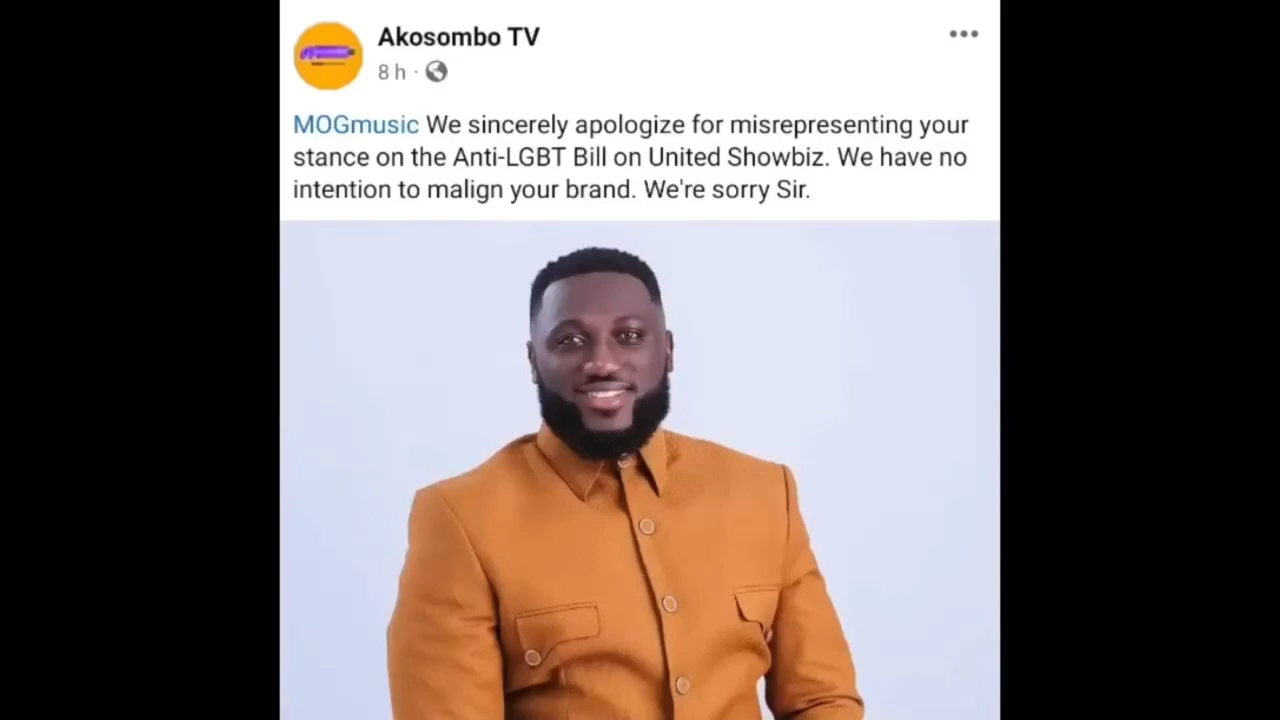 Akosombo TV
8 h ·
MOGmusic We sincerely apologize for misrepresenting your
stance on the Anti-LGBT Bill on United Showbiz. We have no
intention to malign your brand. We're sorry Sir.